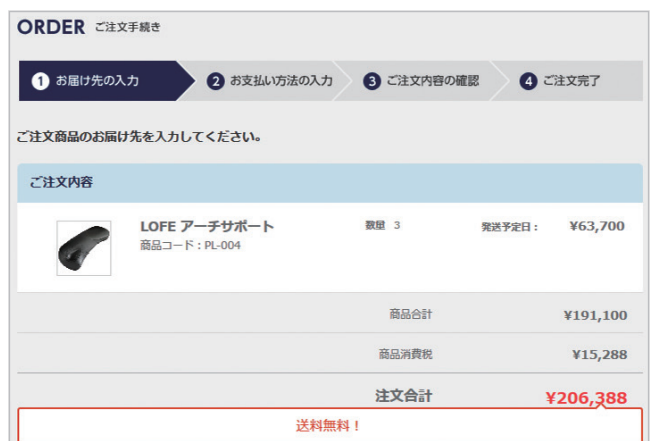 ORDER ご注文手続き
1 お届け先の入力 2 お支払い方法の入力 3 ご注文内容の確認 4 ご注文完了
ご注文商品のお届け先を入力してください。
ご注文内容
LOFE アーチサポート 数量 3 発送予定日： ¥63,700
商品コード：PL-004
商品合計 ¥191,100
商品消費税 ¥15,288
注文合計 ¥206,388
送料無料！